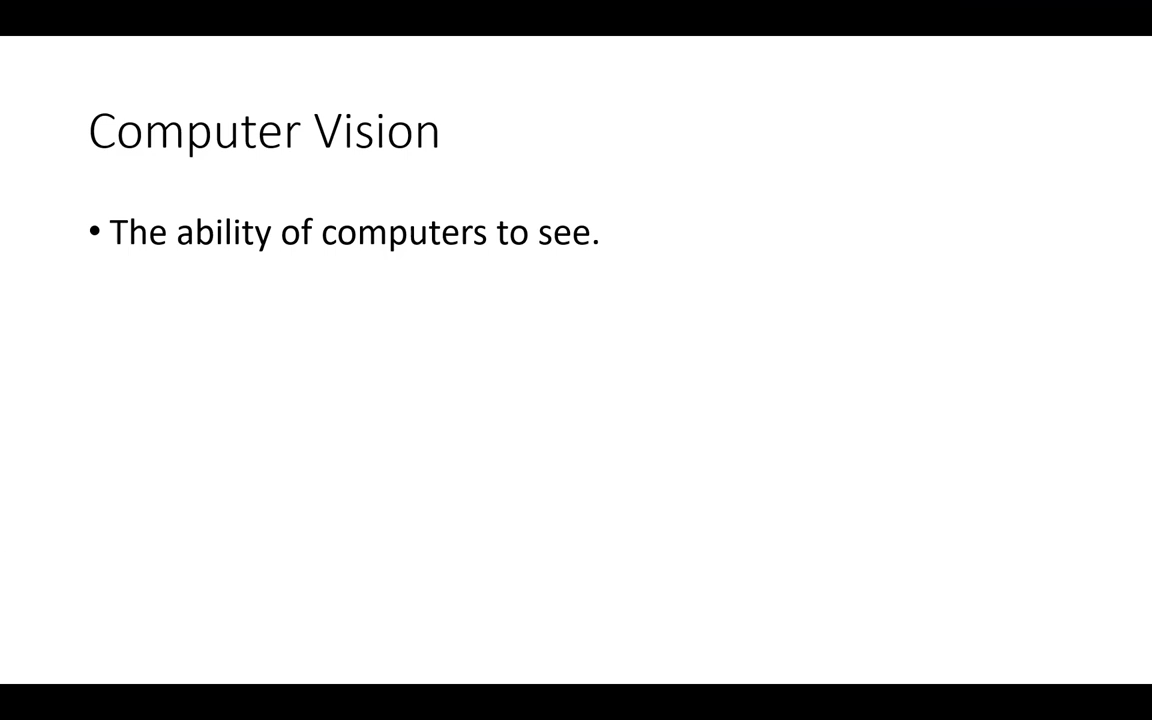 Computer Vision
• The ability of computers to see.